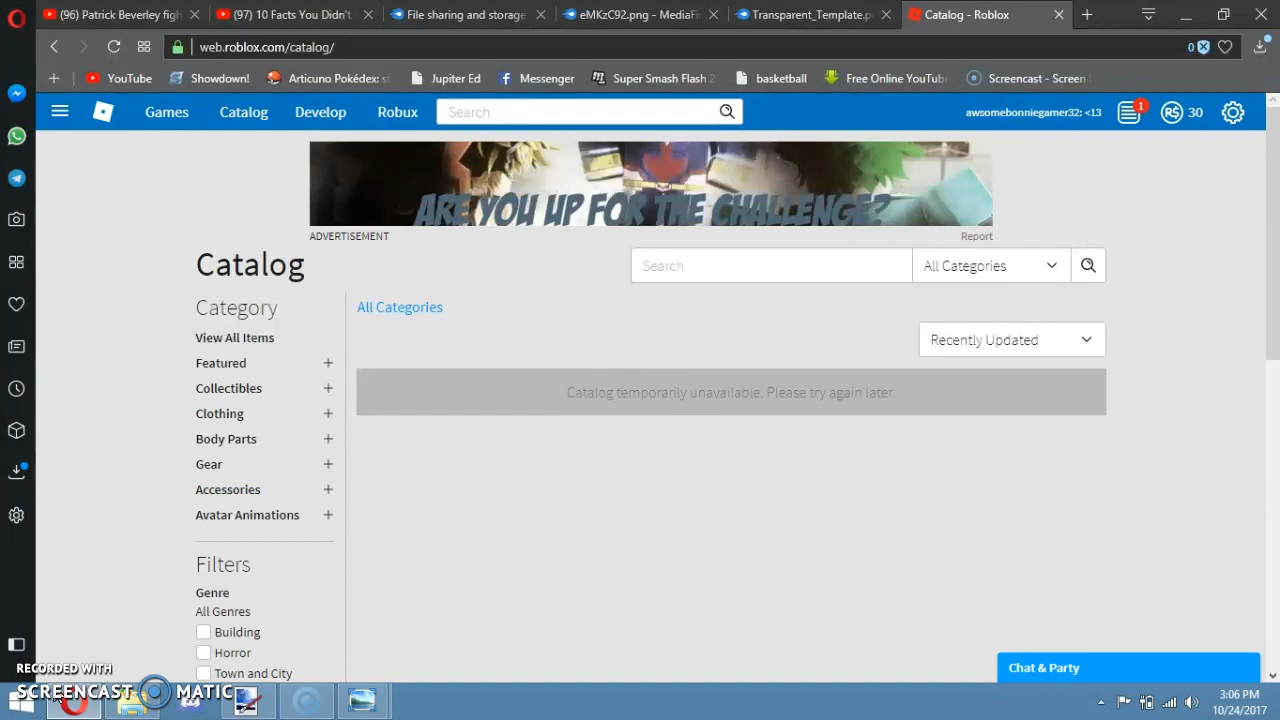 (96) Patrick Beverley figh
(97) 10 Facts You Didn't
File sharing and storage
eMKzC92.png - MediaFi
Transparent_Template.p
Catalog - Roblox
web.roblox.com/catalog/
0
YouTube
Showdown!
Articuno Pokédex: st
Jupiter Ed
Messenger
Super Smash Flash 2
basketball
Free Online YouTube
Screencast - Screen
Games
Catalog
Develop
Robux
Search
awsomebonniegamer32: <13
1
R$ 30
ARE YOU UP FOR THE CHALLENGE?
ADVERTISEMENT
Report
Catalog
Search
All Categories
Category
All Categories
View All Items
Recently Updated
Featured +
Collectibles +
Catalog temporarily unavailable. Please try again later.
Clothing +
Body Parts +
Gear +
Accessories +
Avatar Animations +
Filters
Genre
All Genres
Building
Horror
Town and City
Chat & Party
RECORDED WITH
SCREENCAST MATIC
3:06 PM
10/24/2017